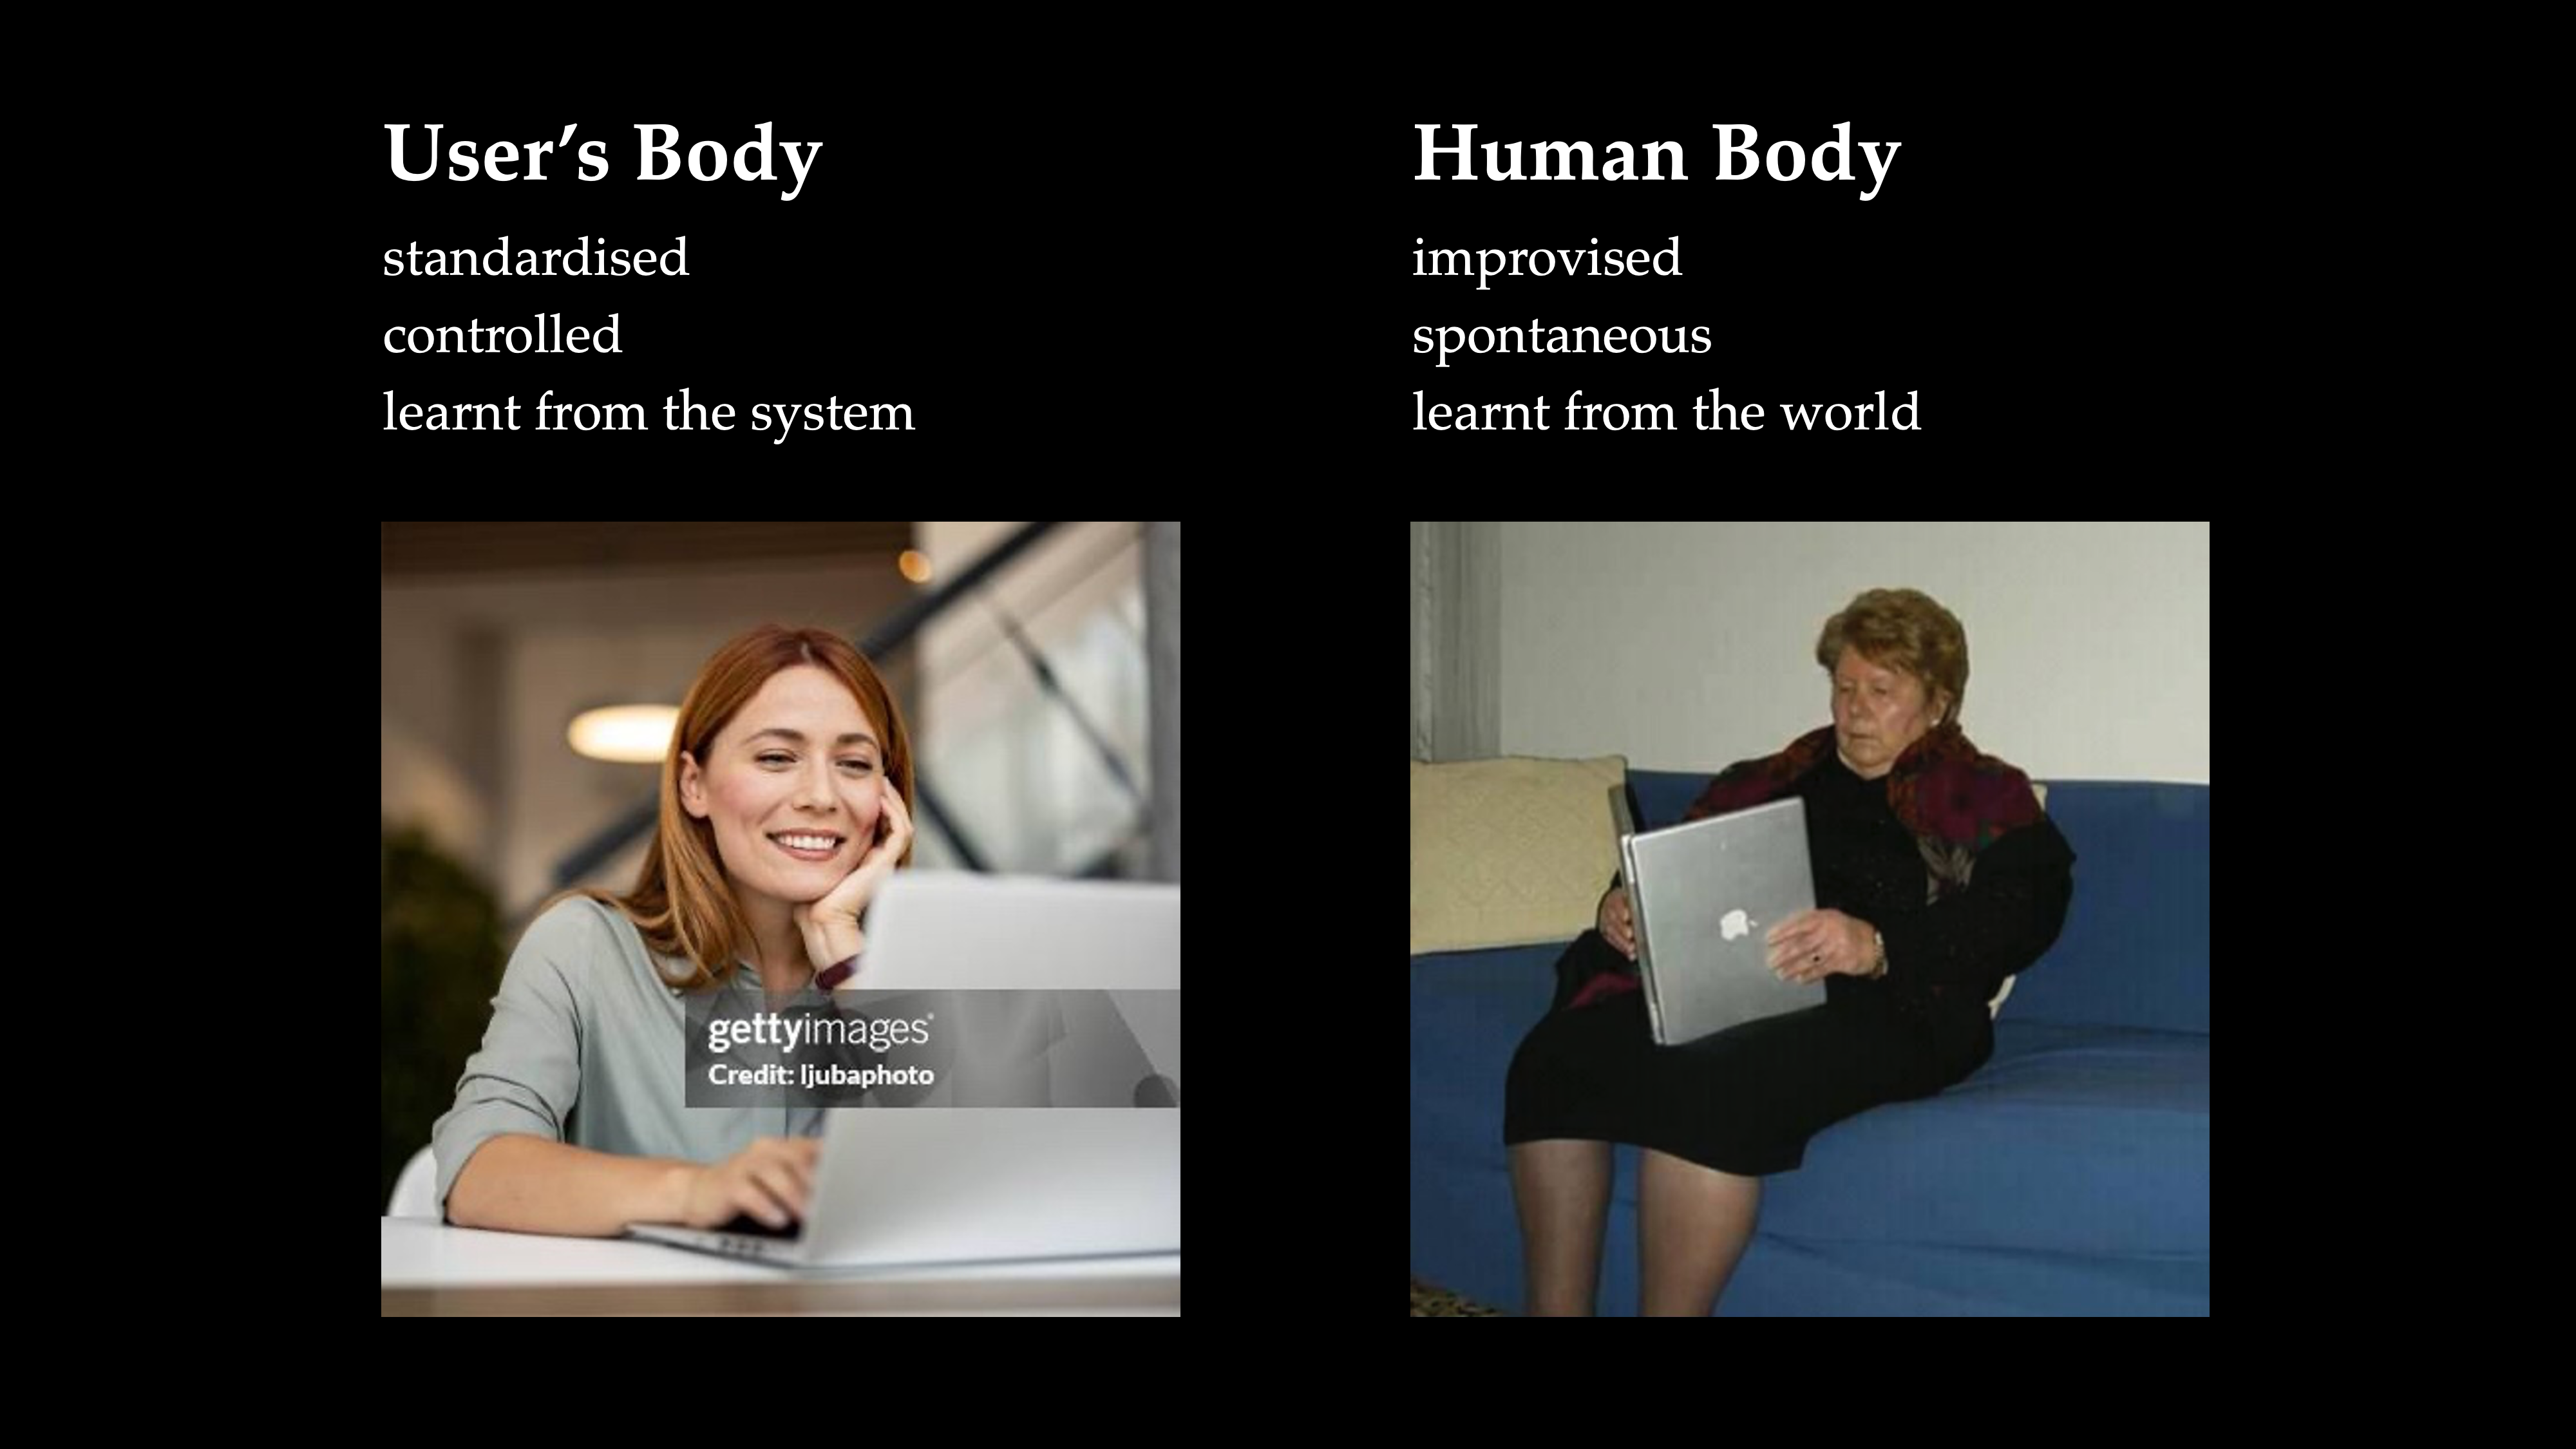 User’s Body
standardised
controlled
learnt from the system
Human Body
improvised
spontaneous
learnt from the world
gettyimages®
Credit: ljubaphoto